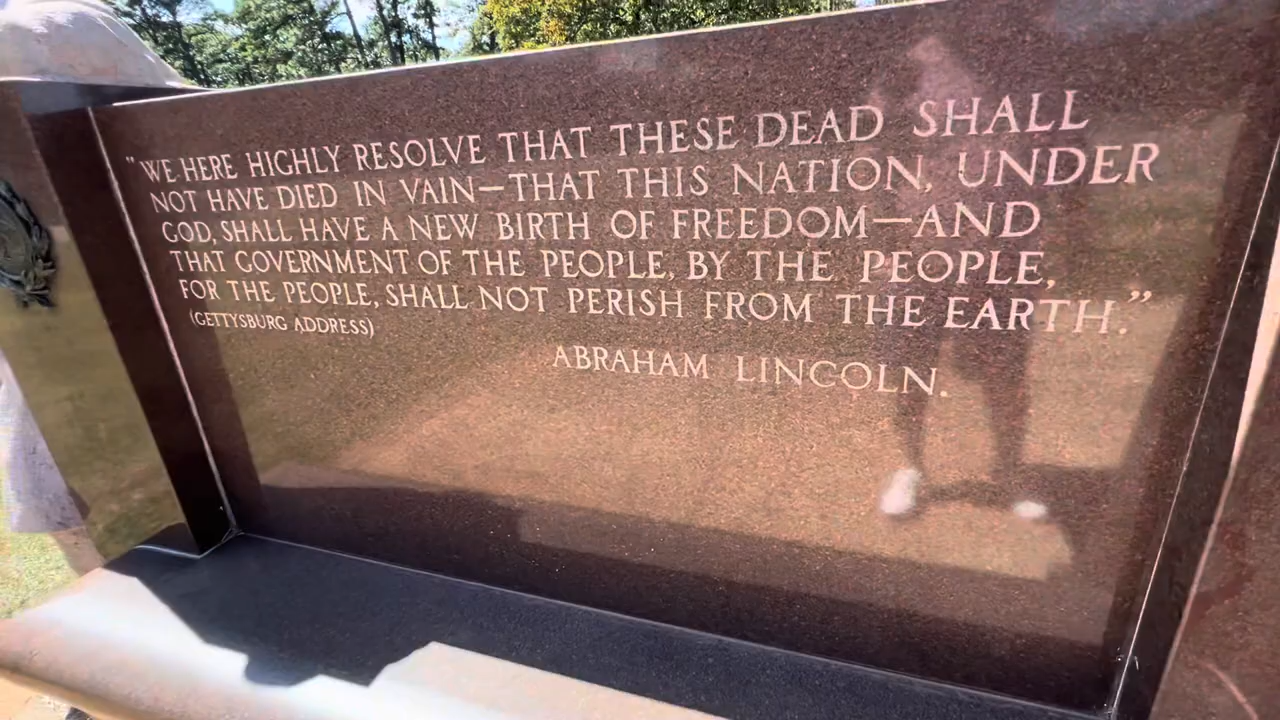 "WE HERE HIGHLY RESOLVE THAT THESE DEAD SHALL
NOT HAVE DIED IN VAIN—THAT THIS NATION, UNDER
GOD, SHALL HAVE A NEW BIRTH OF FREEDOM—AND
THAT GOVERNMENT OF THE PEOPLE, BY THE PEOPLE,
FOR THE PEOPLE, SHALL NOT PERISH FROM THE EARTH."
(GETTYSBURG ADDRESS)
ABRAHAM LINCOLN.